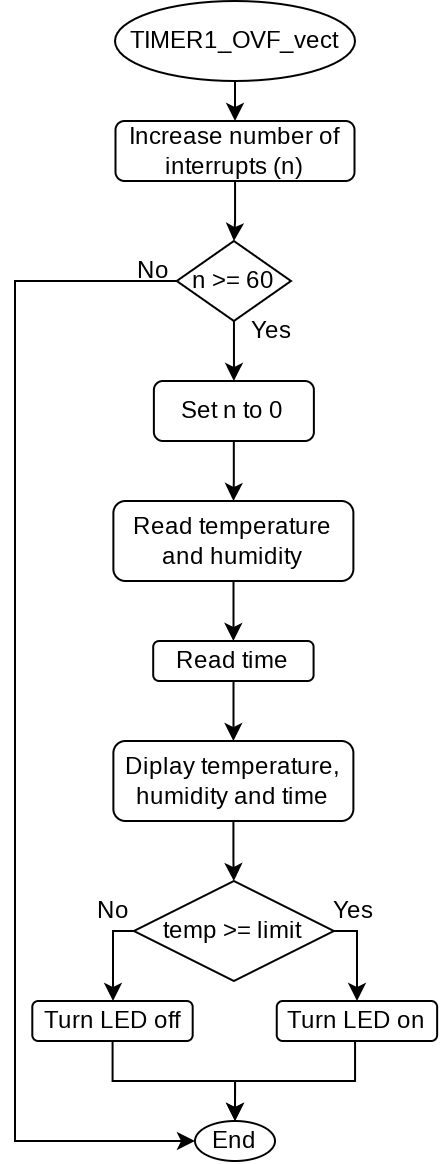 TIMER1_OVF_vect
Increase number of
interrupts (n)
No
n >= 60
Yes
Set n to 0
Read temperature
and humidity
Read time
Diplay temperature,
humidity and time
No
Yes
temp >= limit
Turn LED off
Turn LED on
End